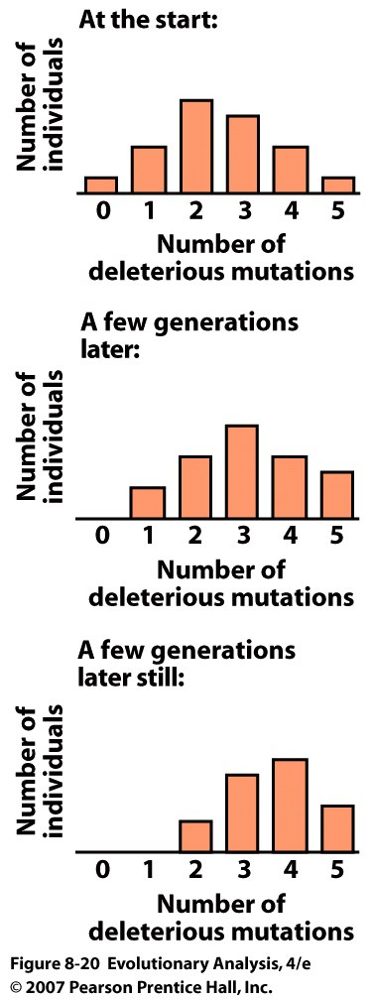 At the start:
Number of
individuals
0 1 2 3 4 5
Number of
deleterious mutations
A few generations
later:
Number of
individuals
0 1 2 3 4 5
Number of
deleterious mutations
A few generations
later still:
Number of
individuals
0 1 2 3 4 5
Number of
deleterious mutations
Figure 8-20 Evolutionary Analysis, 4/e
© 2007 Pearson Prentice Hall, Inc.